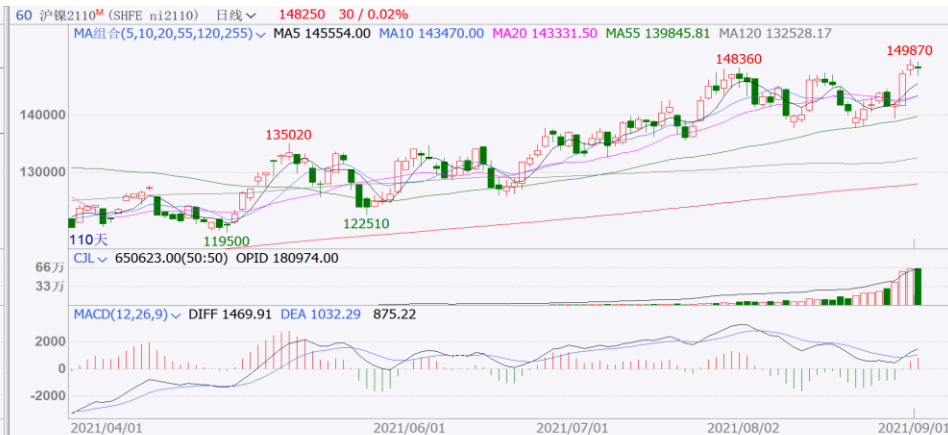 60 沪镍2110M (SHFE ni2110) 日线 148250 30 / 0.02%
MA组合(5,10,20,55,120,255) MA5 145554.00 MA10 143470.00 MA20 143331.50 MA55 139845.81 MA120 132528.17
149870
148360
140000
135020
130000
122510
119500
110天
CJL 650623.00(50:50) OPID 180974.00
66万
33万
MACD(12,26,9) DIFF 1469.91 DEA 1032.29 875.22
2000
0
-2000
2021/04/01 2021/06/01 2021/07/01 2021/08/02 2021/09/01